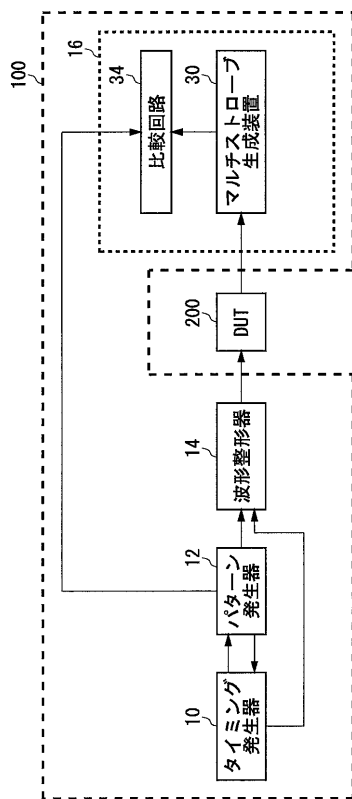 100
16
34
比較回路
30
マルチストローブ
生成装置
200
DUT
14
波形整形器
12
パターン
発生器
10
タイミング
発生器